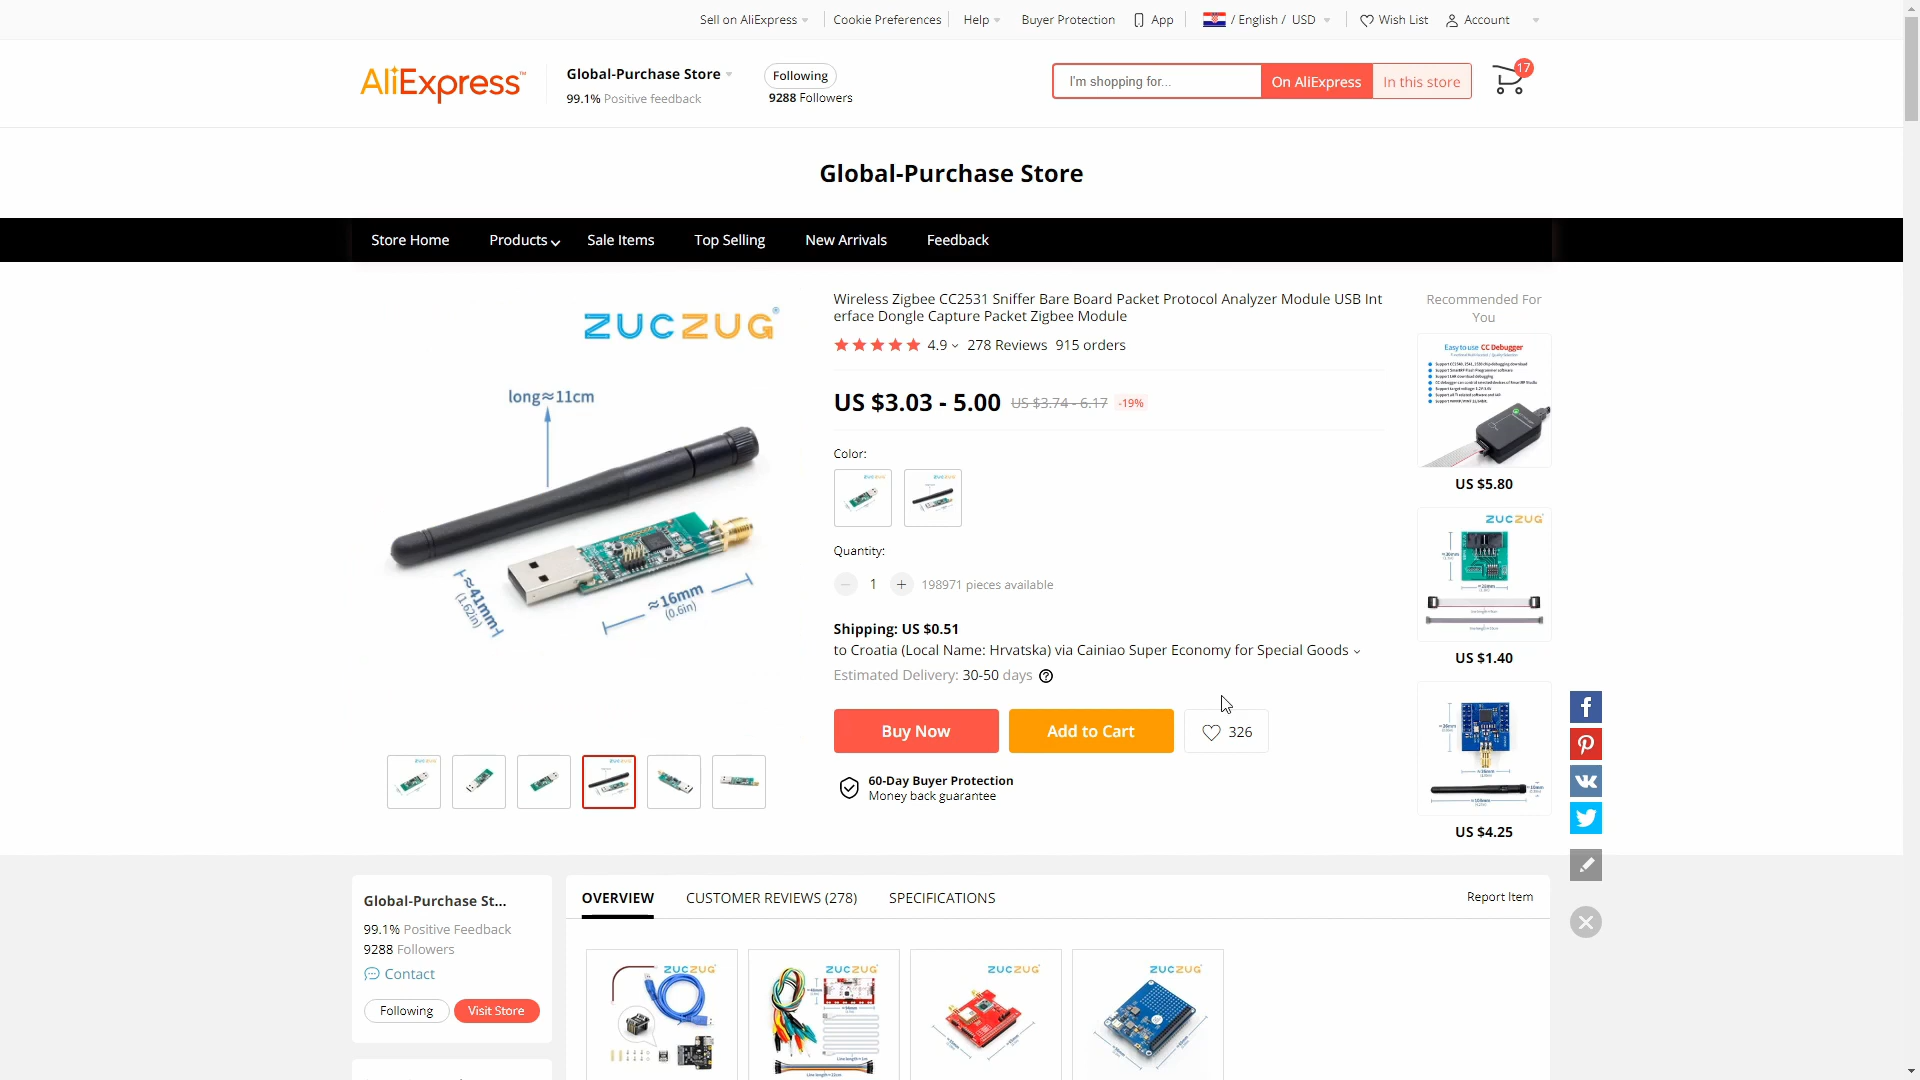 Sell on AliExpress
Cookie Preferences
Help
Buyer Protection
App
/ English / USD
Wish List
Account
AliExpress™
Global-Purchase Store
99.1% Positive feedback
Following
9288 Followers
I'm shopping for...
On AliExpress
In this store
17
Global-Purchase Store
Store Home
Products
Sale Items
Top Selling
New Arrivals
Feedback
ZUCZUG®
long≈11cm
≈41mm
(1.62in)
≈16mm
(0.6in)
Wireless Zigbee CC2531 Sniffer Bare Board Packet Protocol Analyzer Module USB Int
erface Dongle Capture Packet Zigbee Module
4.9
278 Reviews
915 orders
US $3.03 - 5.00
US $3.74 - 6.17
-19%
Color:
Quantity:
1
198971 pieces available
Shipping: US $0.51
to Croatia (Local Name: Hrvatska) via Cainiao Super Economy for Special Goods
Estimated Delivery: 30-50 days
Buy Now
Add to Cart
326
60-Day Buyer Protection
Money back guarantee
Recommended For
You
Easy to use CC Debugger
US $5.80
ZUCZUG
US $1.40
US $4.25
Global-Purchase St...
99.1% Positive Feedback
9288 Followers
Contact
Following
Visit Store
OVERVIEW
CUSTOMER REVIEWS (278)
SPECIFICATIONS
Report Item
ZUCZUG
ZUCZUG
ZUCZUG
ZUCZUG